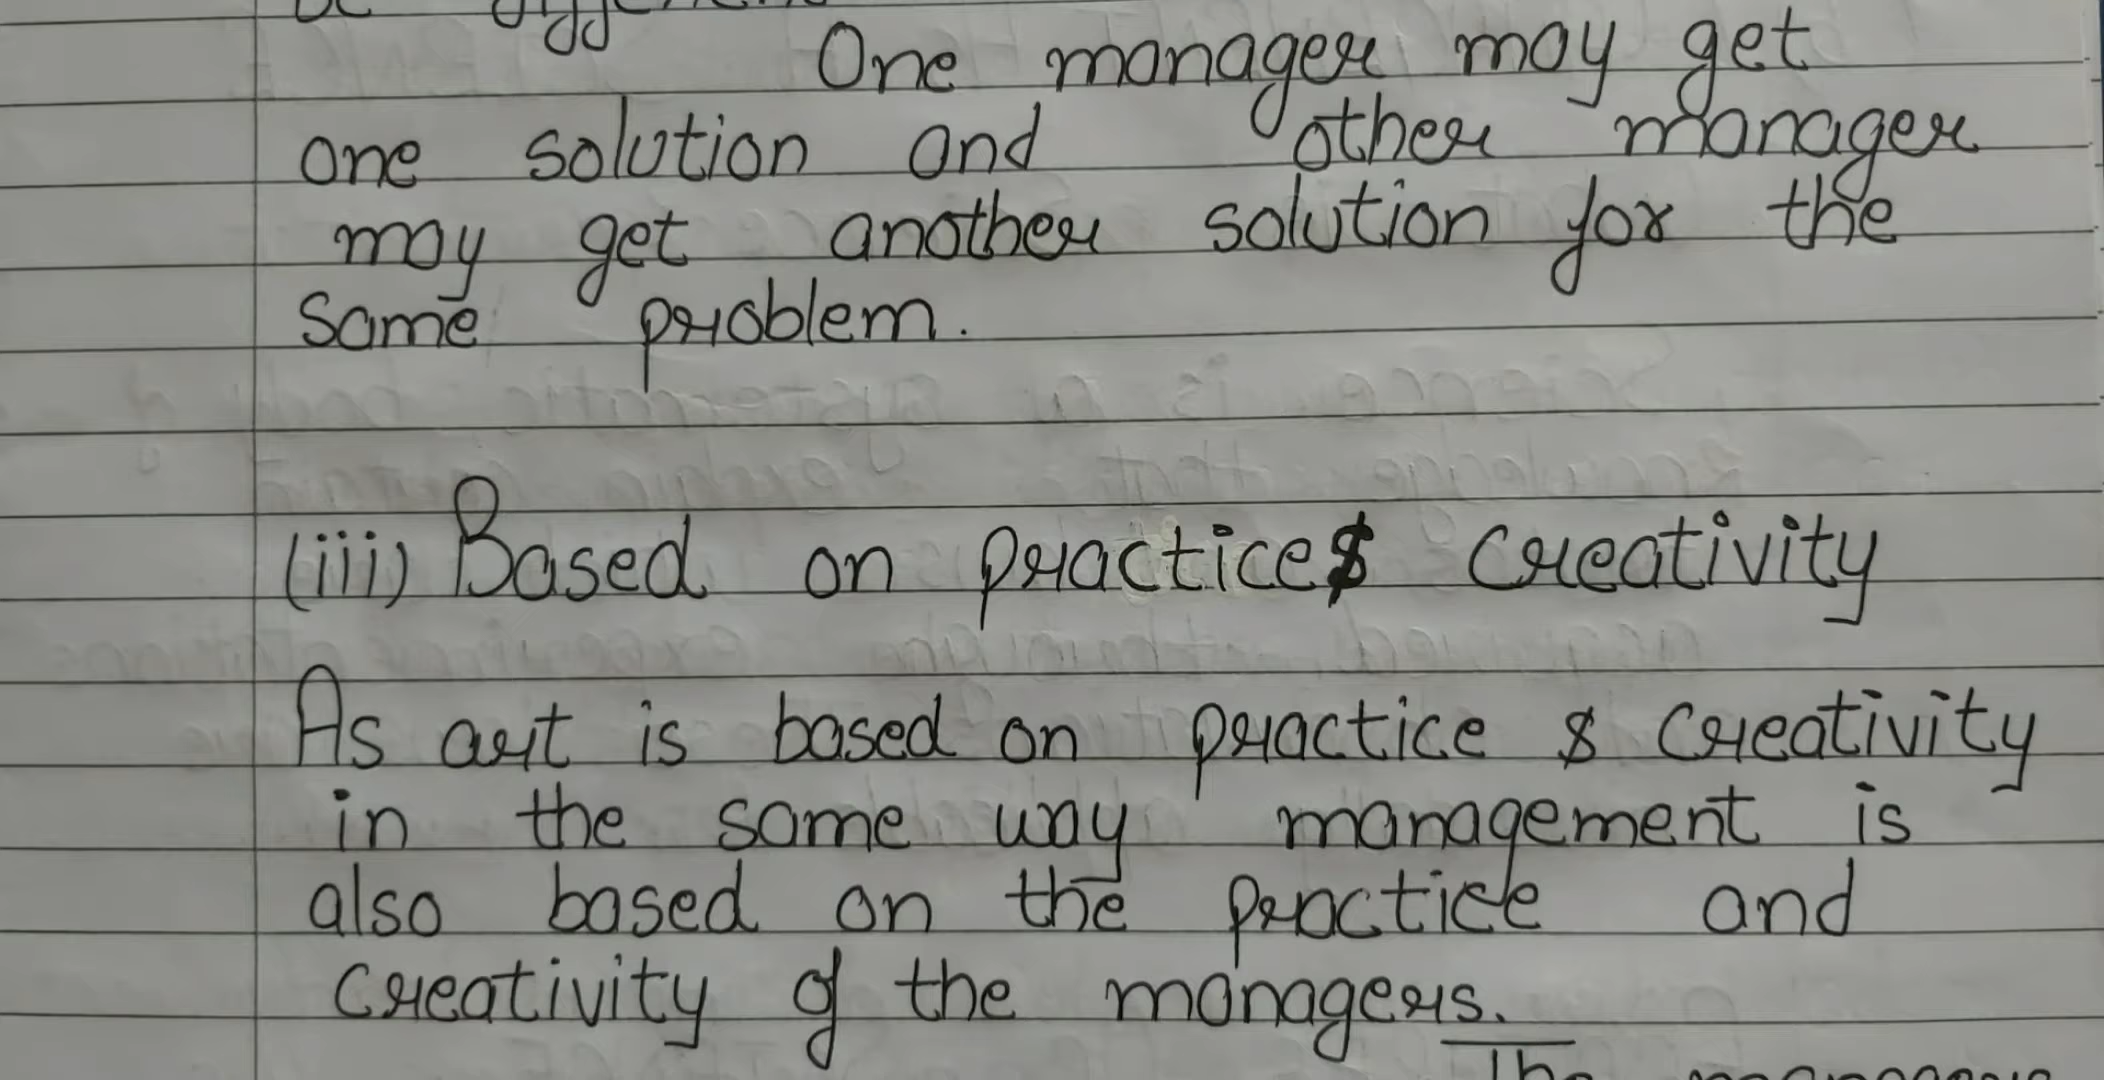 One manager may get
one solution and other manager
may get another solution for the
same problem.
(iii) Based on practice & creativity
As art is based on practice & creativity
in the same way management is
also based on the practice and
creativity of the managers.